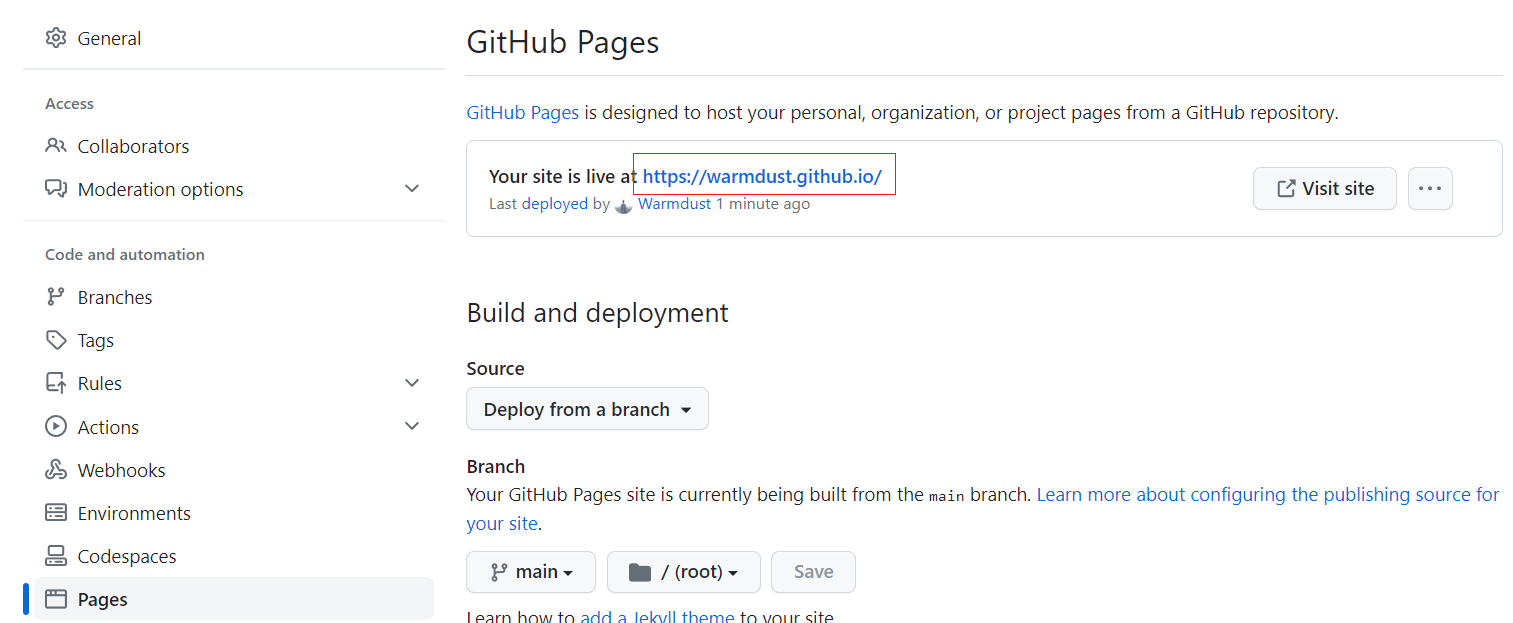 General
Access
Collaborators
Moderation options
Code and automation
Branches
Tags
Rules
Actions
Webhooks
Environments
Codespaces
Pages
GitHub Pages
GitHub Pages is designed to host your personal, organization, or project pages from a GitHub repository.
Your site is live at https://warmdust.github.io/
Last deployed by Warmdust 1 minute ago
Visit site
Build and deployment
Source
Deploy from a branch
Branch
Your GitHub Pages site is currently being built from the main branch. Learn more about configuring the publishing source for
your site.
main
/ (root)
Save
Learn how to add a Jekyll theme to your site